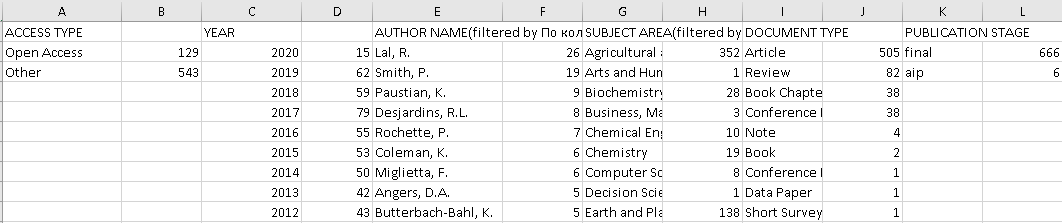 A B C D E F G H I J K L
ACCESS TYPE YEAR AUTHOR NAME(filtered by По кол SUBJECT AREA(filtered by DOCUMENT TYPE PUBLICATION STAGE
Open Access 129 2020 15 Lal, R. 26 Agricultural 352 Article 505 final 666
Other 543 2019 62 Smith, P. 19 Arts and Hun 1 Review 82 aip 6
2018 59 Paustian, K. 9 Biochemistry 28 Book Chapte 38
2017 79 Desjardins, R.L. 8 Business, Ma 3 Conference 38
2016 55 Rochette, P. 7 Chemical Eng 10 Note 4
2015 53 Coleman, K. 6 Chemistry 19 Book 2
2014 50 Miglietta, F. 6 Computer Sc 8 Conference 1
2013 42 Angers, D.A. 5 Decision Scie 1 Data Paper 1
2012 43 Butterbach-Bahl, K. 5 Earth and Pla 138 Short Survey 1